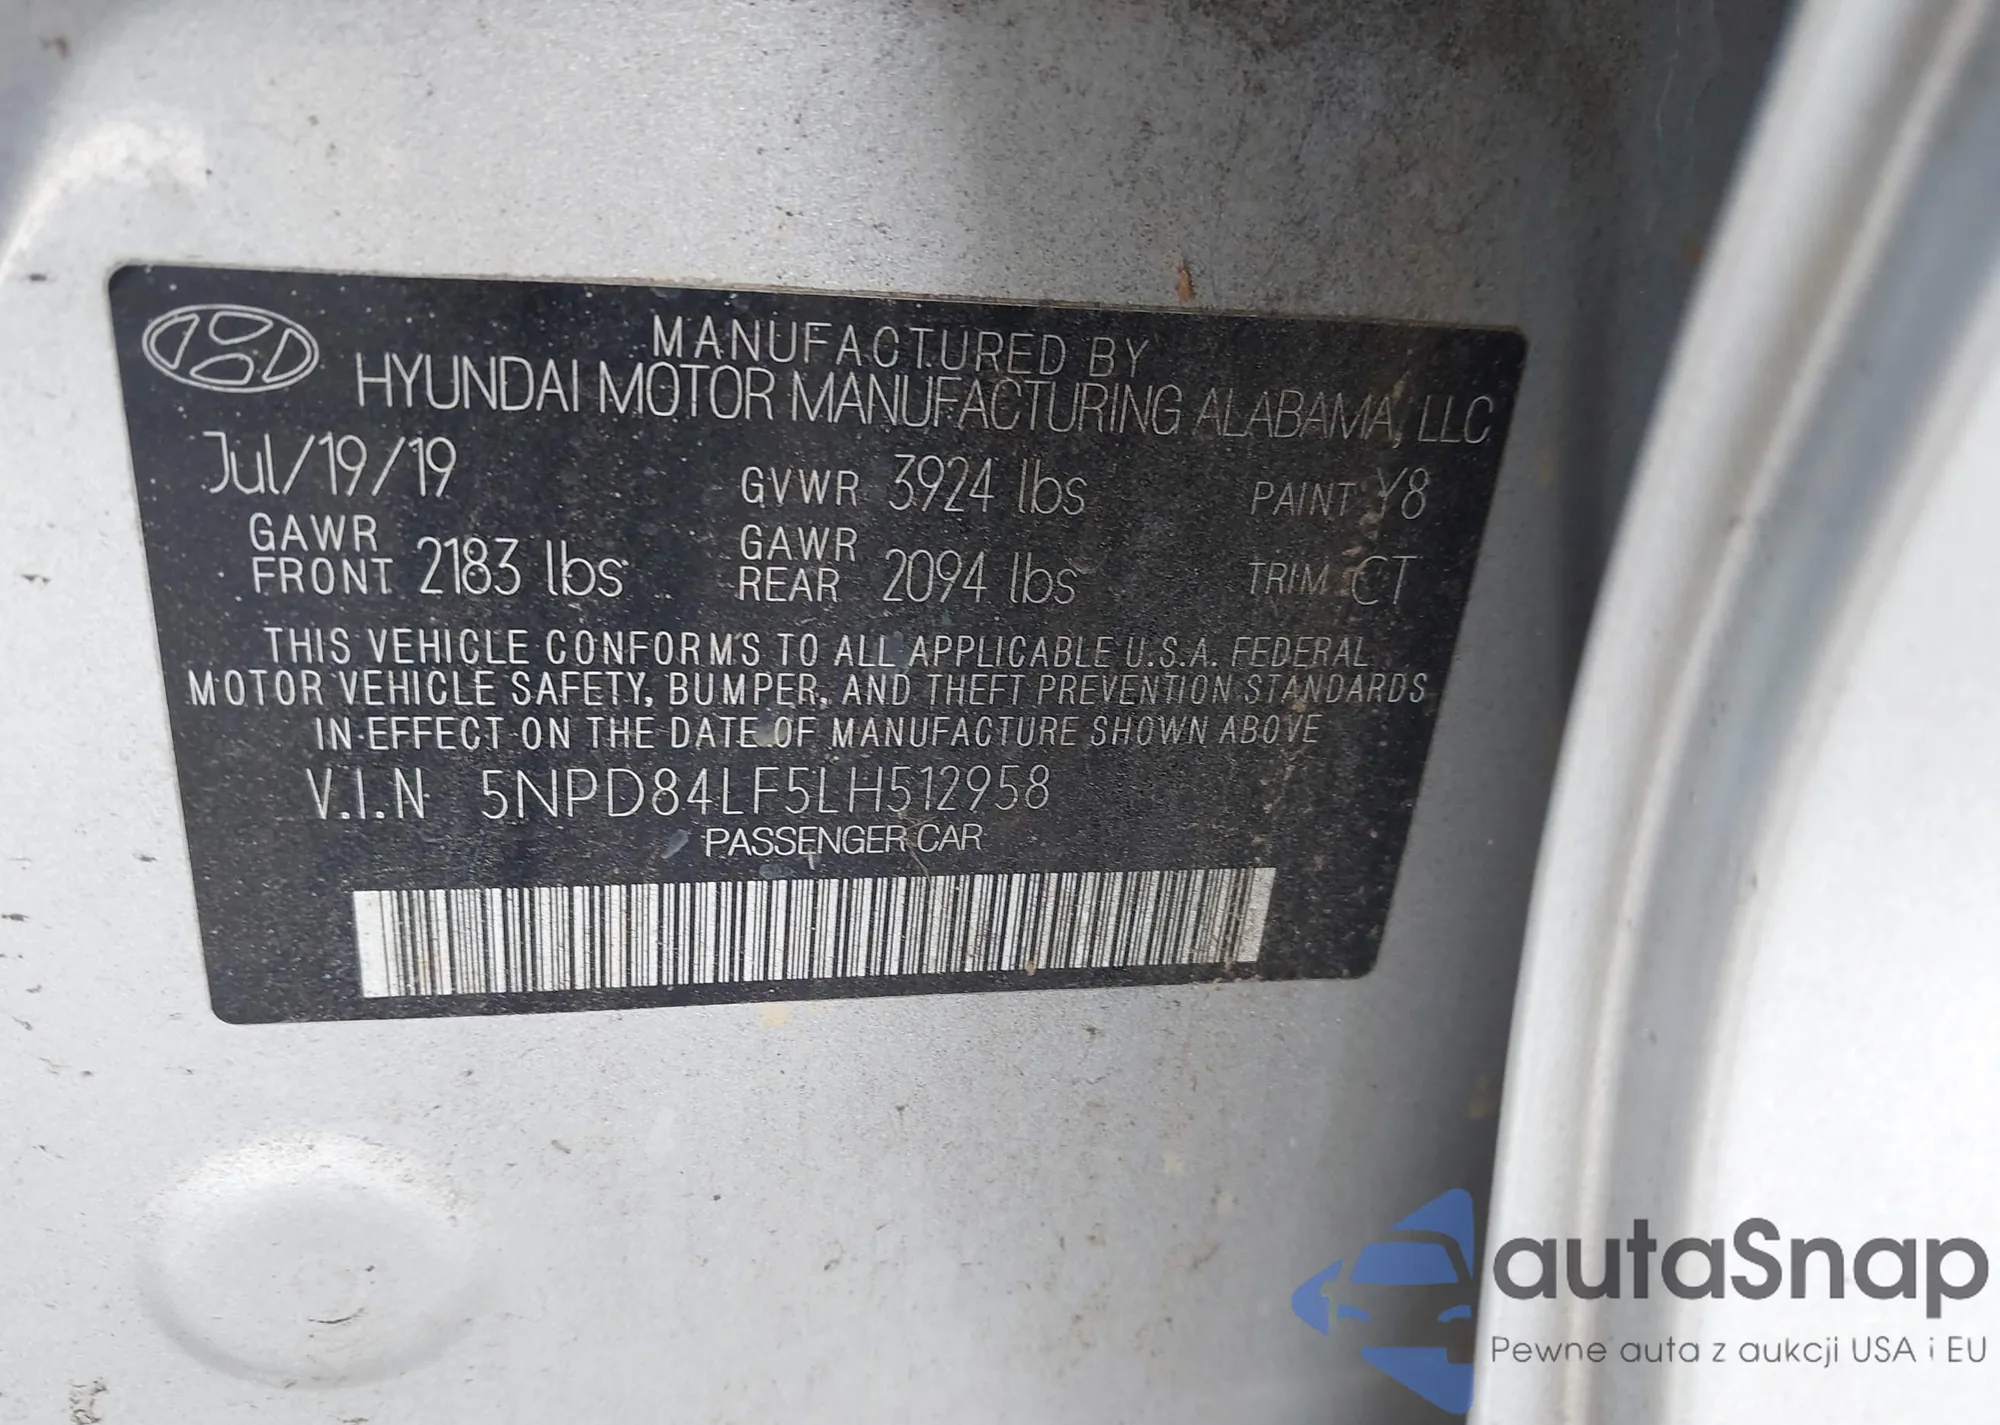 MANUFACTURED BY
HYUNDAI MOTOR MANUFACTURING ALABAMA, LLC
Jul/19/19 GVWR 3924 lbs PAINT Y8
GAWR FRONT 2183 lbs GAWR REAR 2094 lbs TRIM CT
THIS VEHICLE CONFORMS TO ALL APPLICABLE U.S.A. FEDERAL
MOTOR VEHICLE SAFETY, BUMPER, AND THEFT PREVENTION STANDARDS
IN EFFECT ON THE DATE OF MANUFACTURE SHOWN ABOVE
V.I.N 5NPD84LF5LH512958
PASSENGER CAR
autaSnap
Pewne auta z aukcji USA i EU